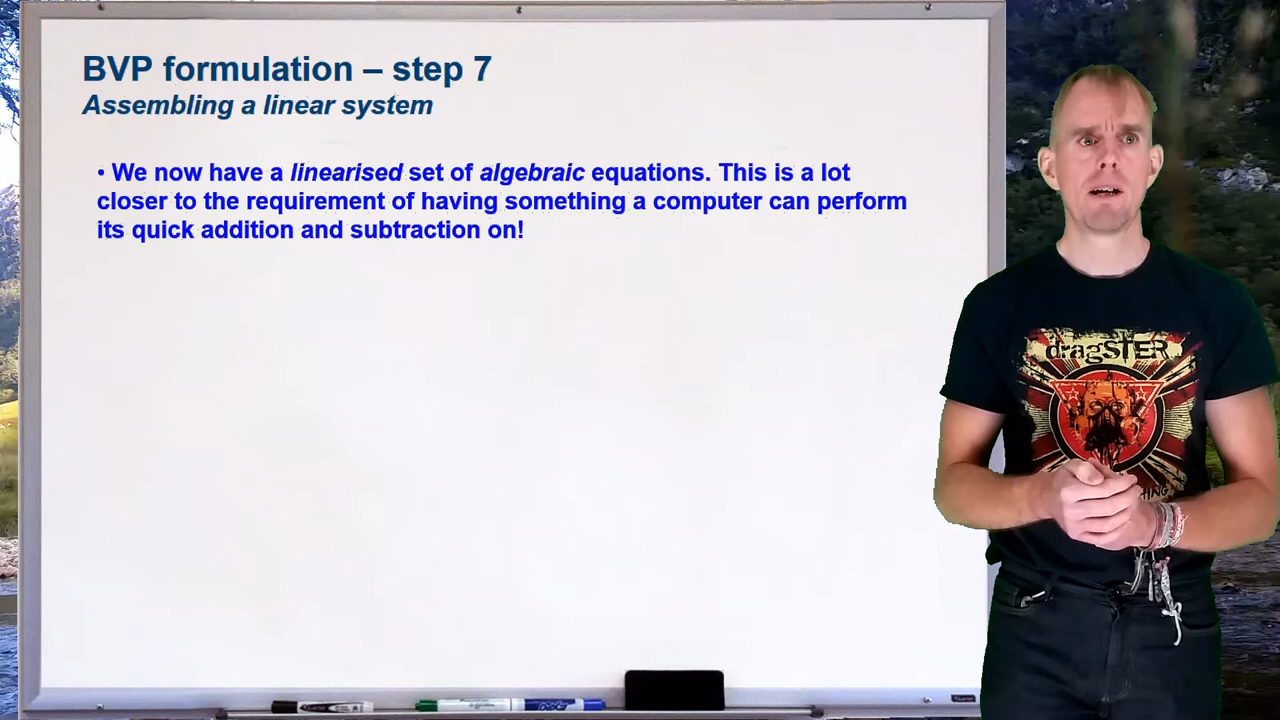 BVP formulation – step 7
Assembling a linear system
• We now have a linearised set of algebraic equations. This is a lot
closer to the requirement of having something a computer can perform
its quick addition and subtraction on!
dragSTER